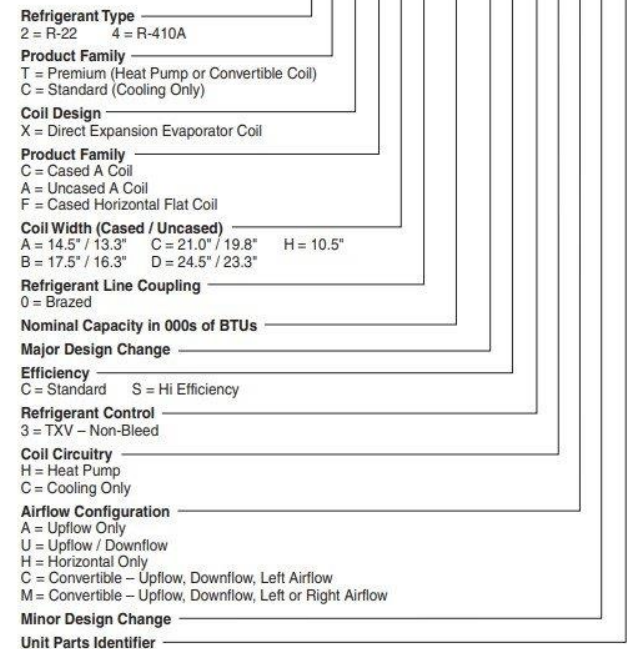 Refrigerant Type
2 = R-22 4 = R-410A
Product Family
T = Premium (Heat Pump or Convertible Coil)
C = Standard (Cooling Only)
Coil Design
X = Direct Expansion Evaporator Coil
Product Family
C = Cased A Coil
A = Uncased A Coil
F = Cased Horizontal Flat Coil
Coil Width (Cased / Uncased)
A = 14.5" / 13.3" C = 21.0" / 19.8" H = 10.5"
B = 17.5" / 16.3" D = 24.5" / 23.3"
Refrigerant Line Coupling
0 = Brazed
Nominal Capacity in 000s of BTUs
Major Design Change
Efficiency
C = Standard S = Hi Efficiency
Refrigerant Control
3 = TXV – Non-Bleed
Coil Circuitry
H = Heat Pump
C = Cooling Only
Airflow Configuration
A = Upflow Only
U = Upflow / Downflow
H = Horizontal Only
C = Convertible – Upflow, Downflow, Left Airflow
M = Convertible – Upflow, Downflow, Left or Right Airflow
Minor Design Change
Unit Parts Identifier